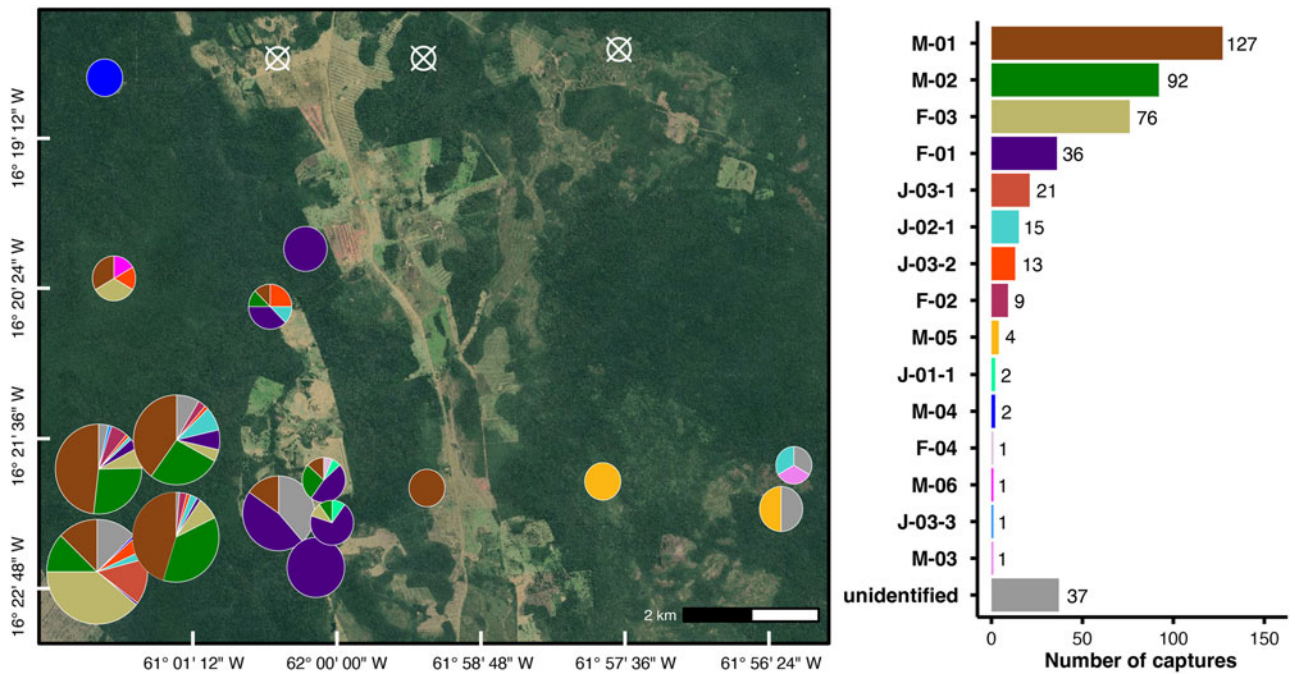 16° 19' 12" W
16° 20' 24" W
16° 21' 36" W
16° 22' 48" W
2 km
61° 01' 12" W
62° 00' 00" W
61° 58' 48" W
61° 57' 36" W
61° 56' 24" W
M-01
127
M-02
92
F-03
76
F-01
36
J-03-1
21
J-02-1
15
J-03-2
13
F-02
9
M-05
4
J-01-1
2
M-04
2
F-04
1
M-06
1
J-03-3
1
M-03
1
unidentified
37
0
50
100
150
Number of captures